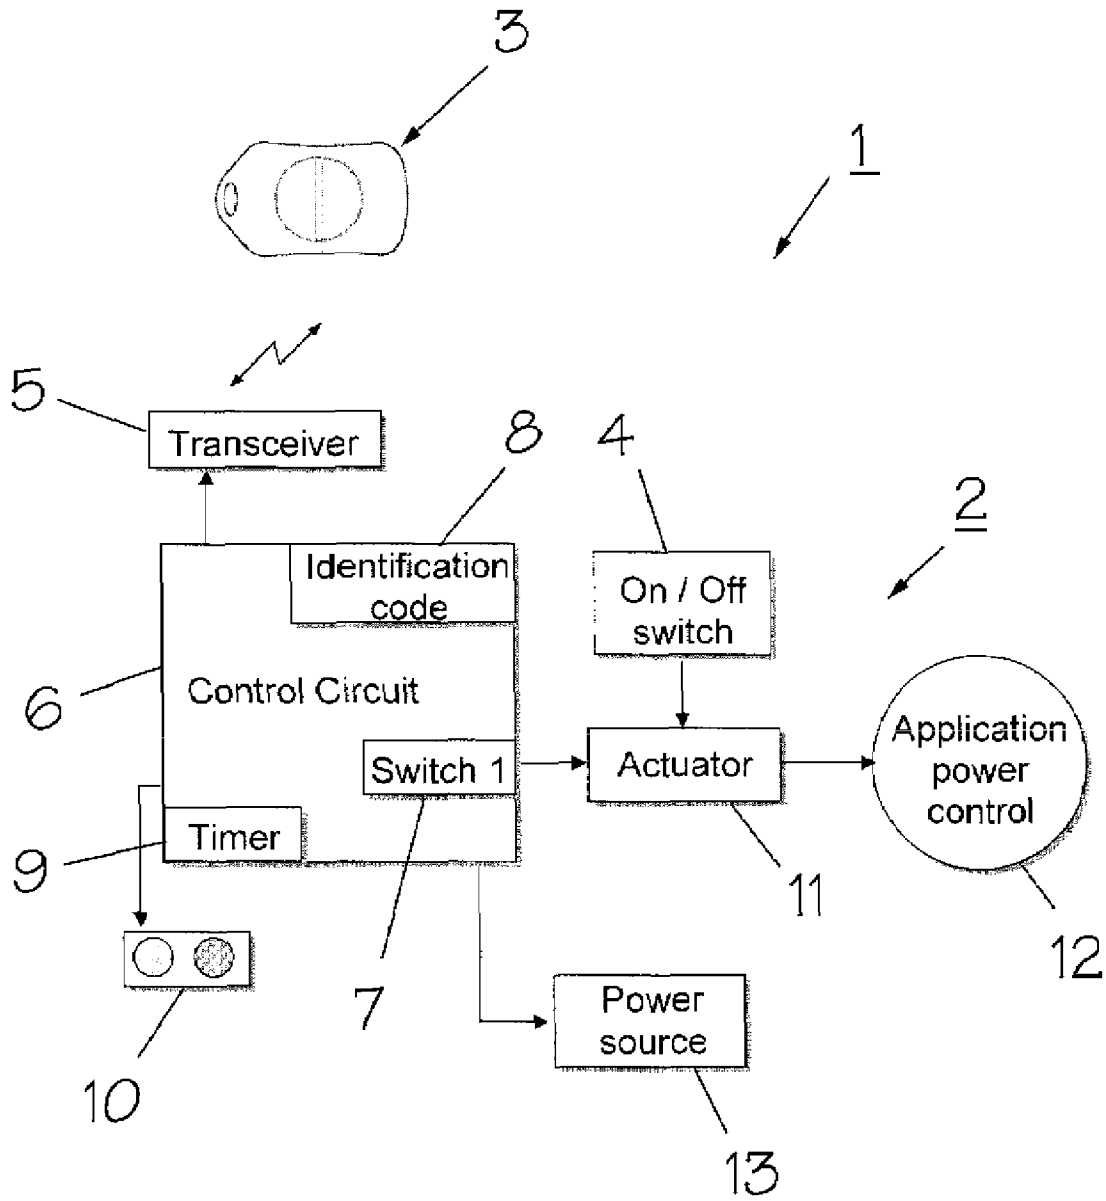 3
1
5
Transceiver
8
4
2
Identification
code
On / Off
switch
6
Control Circuit
Application
power
control
Switch 1
Actuator
Timer
9
11
12
7
10
Power
source
13